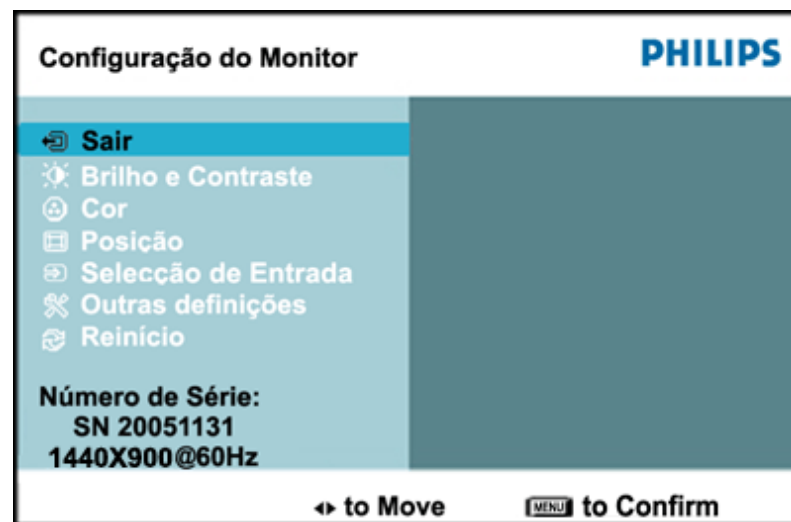 Configuração do Monitor
PHILIPS
Sair
Brilho e Contraste
Cor
Posição
Selecção de Entrada
Outras definições
Reinício
Número de Série:
SN 20051131
1440X900@60Hz
to Move
MENU to Confirm